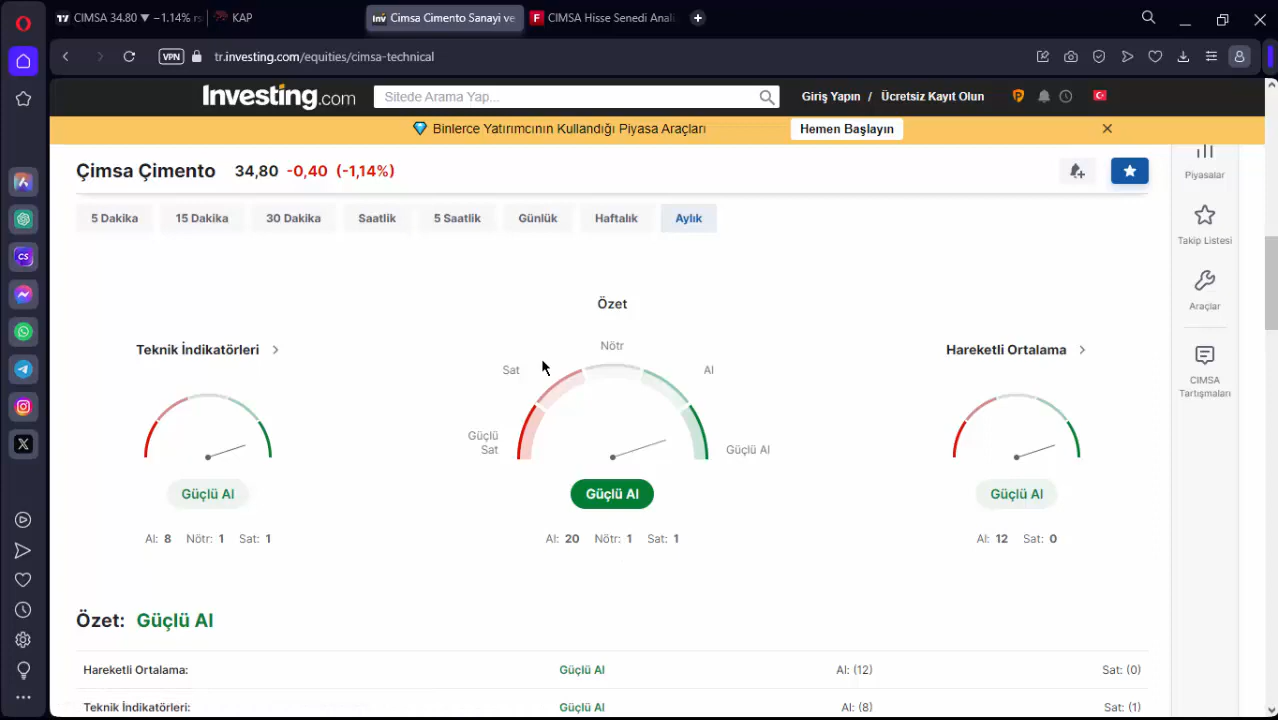 CIMSA 34.80 ▼ −1.14%
KAP
Cimsa Cimento Sanayi ve
CIMSA Hisse Senedi Anali
VPN
tr.investing.com/equities/cimsa-technical
Investing.com
Sitede Arama Yap...
Giriş Yapın / Ücretsiz Kayıt Olun
Binlerce Yatırımcının Kullandığı Piyasa Araçları
Hemen Başlayın
Çimsa Çimento 34,80 -0,40 (-1,14%)
5 Dakika 15 Dakika 30 Dakika Saatlik 5 Saatlik Günlük Haftalık Aylık
Piyasalar
Takip Listesi
Araçlar
CIMSA
Tartışmaları
Özet
Teknik İndikatörleri
Nötr
Hareketli Ortalama
Sat
Al
Güçlü
Sat
Güçlü Al
Güçlü Al
Güçlü Al
Güçlü Al
Al: 8 Nötr: 1 Sat: 1
Al: 20 Nötr: 1 Sat: 1
Al: 12 Sat: 0
Özet: Güçlü Al
Hareketli Ortalama: Güçlü Al Al: (12) Sat: (0)
Teknik İndikatörleri: Güçlü Al Al: (8) Sat: (1)